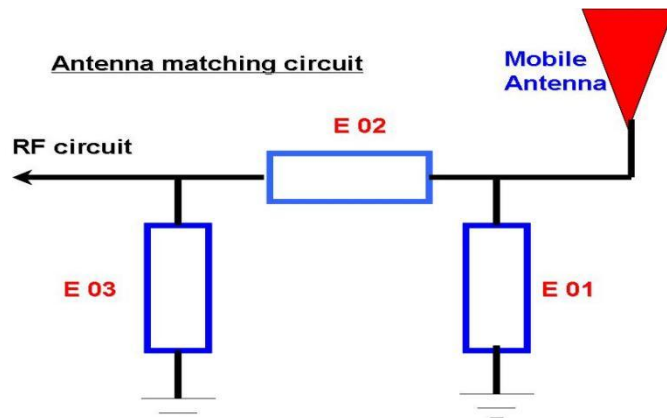 Antenna matching circuit
Mobile
Antenna
E 02
RF circuit
E 03
E 01